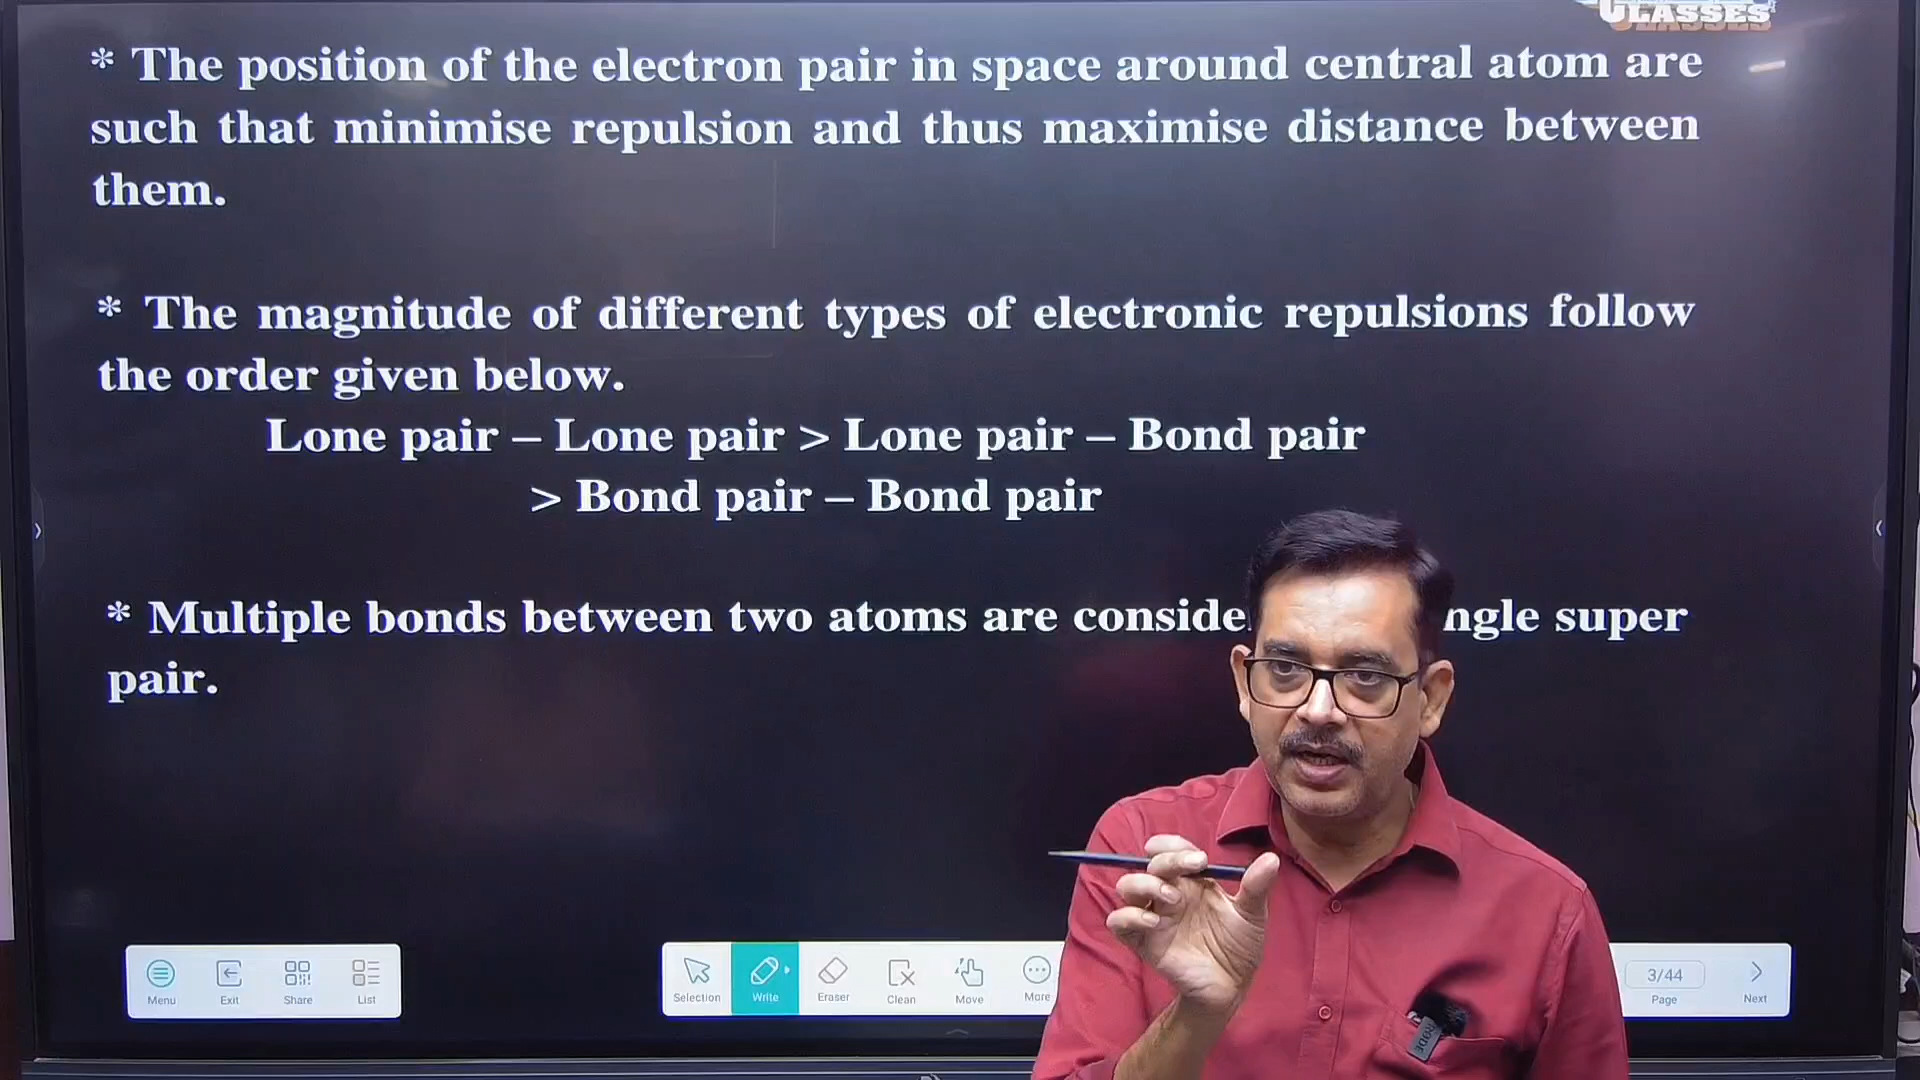 CLASSES
* The position of the electron pair in space around central atom are
such that minimise repulsion and thus maximise distance between
them.
* The magnitude of different types of electronic repulsions follow
the order given below.
Lone pair – Lone pair > Lone pair – Bond pair
> Bond pair – Bond pair
* Multiple bonds between two atoms are conside ngle super
pair.
Menu Exit Share List
Selection Write Eraser Clean Move More
3/44
Page Next
RODE